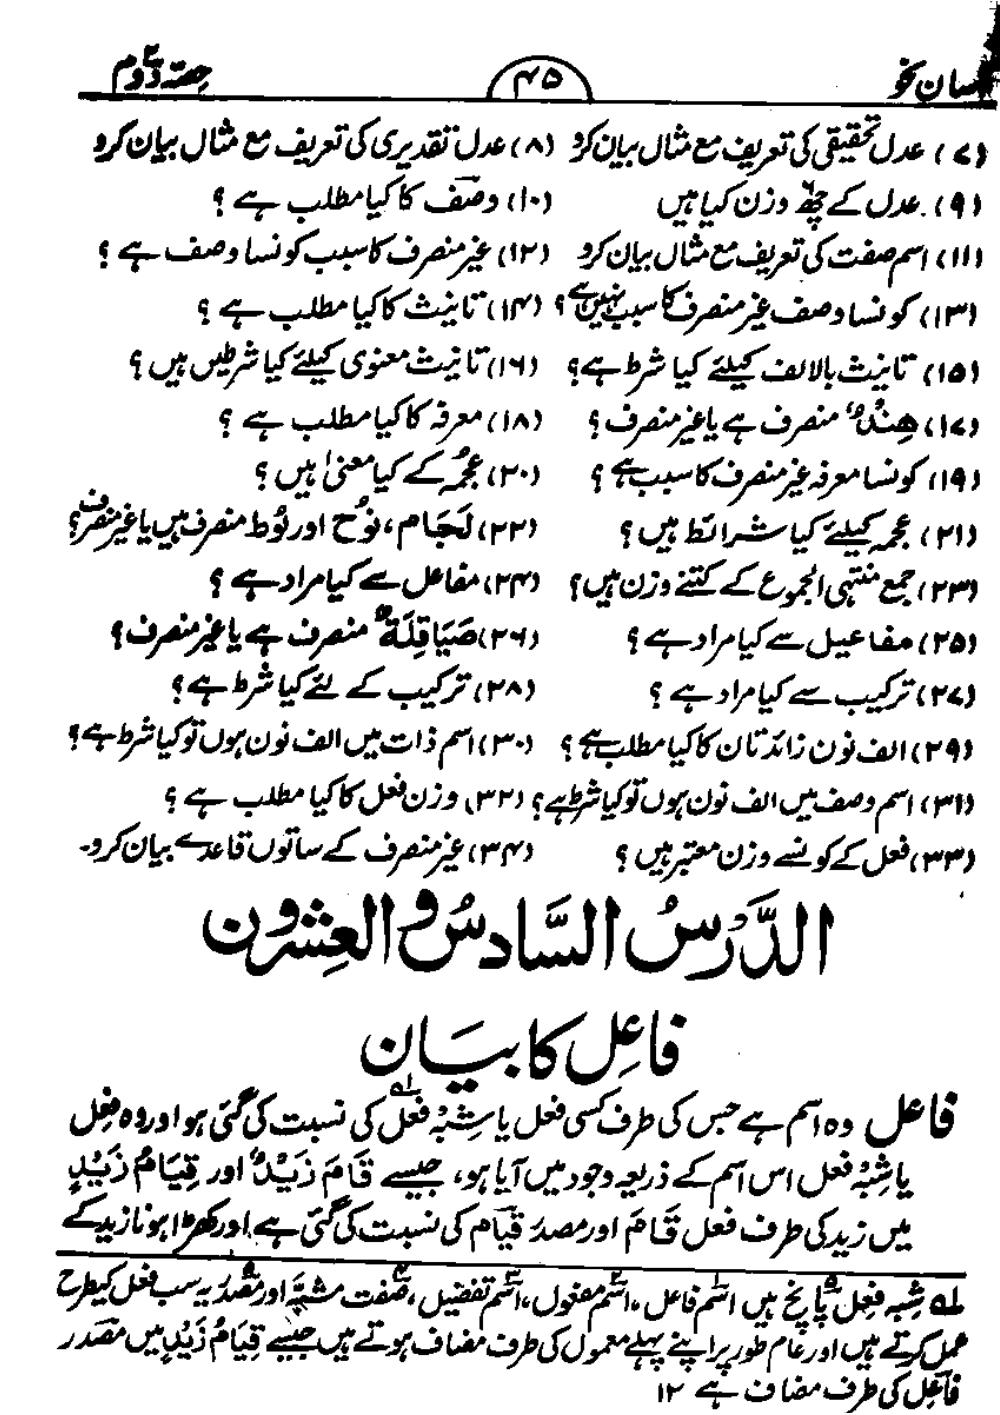 سان نحو ۴۵ حصّہ دوم
(۷) عدل تحقیقی کی تعریف مع مثال بیان کرو (۸) عدل تقدیری کی تعریف مع مثال بیان کرو
(۹) عدل کے چھ وزن کیا ہیں (۱۰) وصف کا کیا مطلب ہے ؟
(۱۱) اسم صفت کی تعریف مع مثال بیان کرو (۱۲) غیر منصرف کا سبب کونسا وصف ہے ؟
(۱۳) کونسا وصف غیر منصرف کا سبب نہیں ہے ؟ (۱۴) تانیث کا کیا مطلب ہے ؟
(۱۵) تانیث بالالف کیلئے کیا شرط ہے؟ (۱۶) تانیث معنوی کیلئے کیا شرطیں ہیں ؟
(۱۷) ھِنْدٌ منصرف ہے یا غیر منصرف ؟ (۱۸) معرفہ کا کیا مطلب ہے ؟
(۱۹) کونسا معرفہ غیر منصرف کا سبب ہے ؟ (۲۰) عُجمہ کے کیا معنیٰ ہیں ؟
(۲۱) عجمہ کیلئے کیا شرائط ہیں ؟ (۲۲) لَجَام، نُوْح اور لُوط منصرف ہیں یا غیر منصرف؟
(۲۳) جمع منتہی الجموع کے کتنے وزن ہیں؟ (۲۴) مفاعل سے کیا مراد ہے ؟
(۲۵) مفاعیل سے کیا مراد ہے ؟ (۲۶) صَیَاقِلَۃٌ منصرف ہے یا غیر منصرف؟
(۲۷) ترکیب سے کیا مراد ہے ؟ (۲۸) ترکیب کے لئے کیا شرط ہے؟
(۲۹) الف نون زائدتان کا کیا مطلب ہے ؟ (۳۰) اسم ذات میں الف نون ہوں تو کیا شرط ہے؟
(۳۱) اسم وصف میں الف نون ہوں تو کیا شرط ہے؟ (۳۲) وزن فعل کا کیا مطلب ہے ؟
(۳۳) فعل کے کونسے وزن معتبر ہیں ؟ (۳۴) غیر منصرف کے ساتوں قاعدے بیان کرو۔
الدَّرْسُ السَّادسُ والعِشرون
فاعِل کا بیان
فاعل وہ اسم ہے جس کی طرف کسی فعل یا شِبْہ فعل؂۱ کی نسبت کی گئی ہو اور وہ فعل
یا شِبْہ فعل اس اسم کے ذریعہ وجود میں آیا ہو، جیسے قَامَ زَیْدٌ اور قِیَامُ زَیْدٍ
میں زید کی طرف فعل قَامَ اور مصدر قیام کی نسبت کی گئی ہے اور کھڑا ہونا زید کے
۱؂ شِبہ فعل پانچ ہیں اسم فاعل، اسم مفعول، اسم تفضیل، صفت مشبہ اور مصدر یہ سب فعل کیطرح
عمل کرتے ہیں اور عام طور پر اپنے پہلے معمول کی طرف مضاف ہوتے ہیں جیسے قِیَامُ زَیْدٍ میں مصدر
فاعل کی طرف مضاف ہے ۱۲